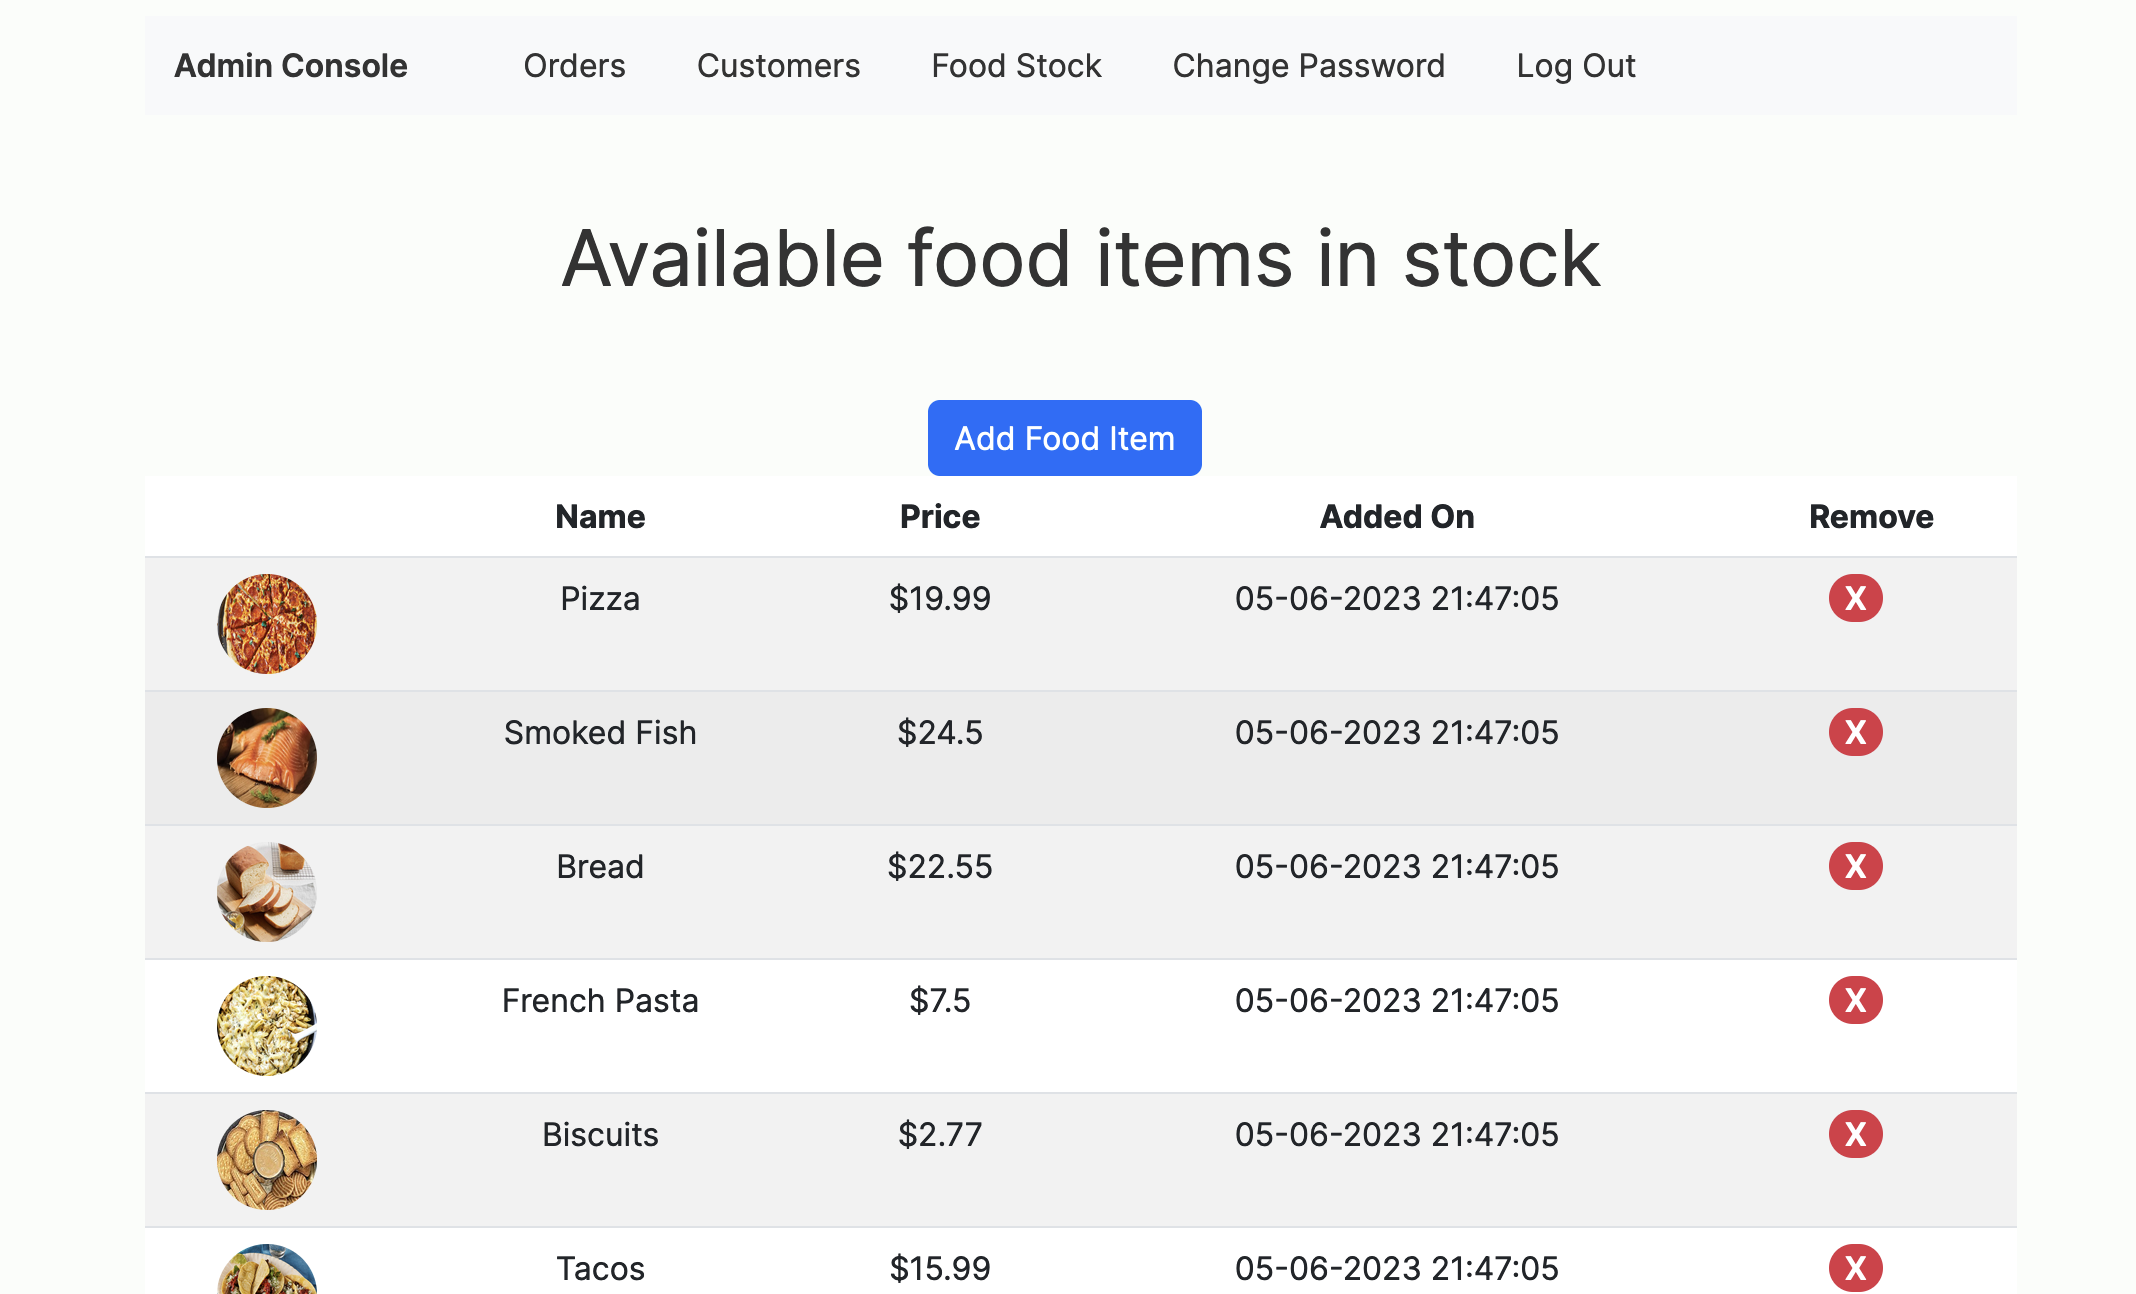 Admin Console Orders Customers Food Stock Change Password Log Out
Available food items in stock
Add Food Item
Name Price Added On Remove
Pizza $19.99 05-06-2023 21:47:05 X
Smoked Fish $24.5 05-06-2023 21:47:05 X
Bread $22.55 05-06-2023 21:47:05 X
French Pasta $7.5 05-06-2023 21:47:05 X
Biscuits $2.77 05-06-2023 21:47:05 X
Tacos $15.99 05-06-2023 21:47:05 X